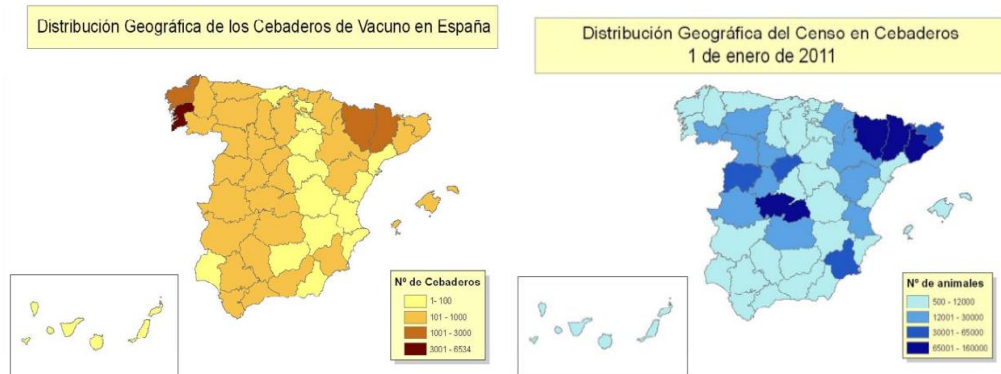 Distribución Geográfica de los Cebaderos de Vacuno en España
Nº de Cebaderos
1- 100
101 - 1000
1001 - 3000
3001 - 6534
Distribución Geográfica del Censo en Cebaderos
1 de enero de 2011
Nº de animales
500 - 12000
12001 - 30000
30001 - 65000
65001 - 160000